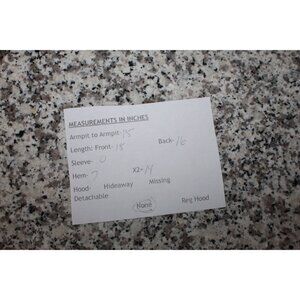 MEASUREMENTS IN INCHES
Armpit to Armpit- 15
Length: Front- 15 Back- 16
Sleeve- 0
Hem- 7 X2- 14
Hood- Hideaway Missing
Detachable
None Reg Hood